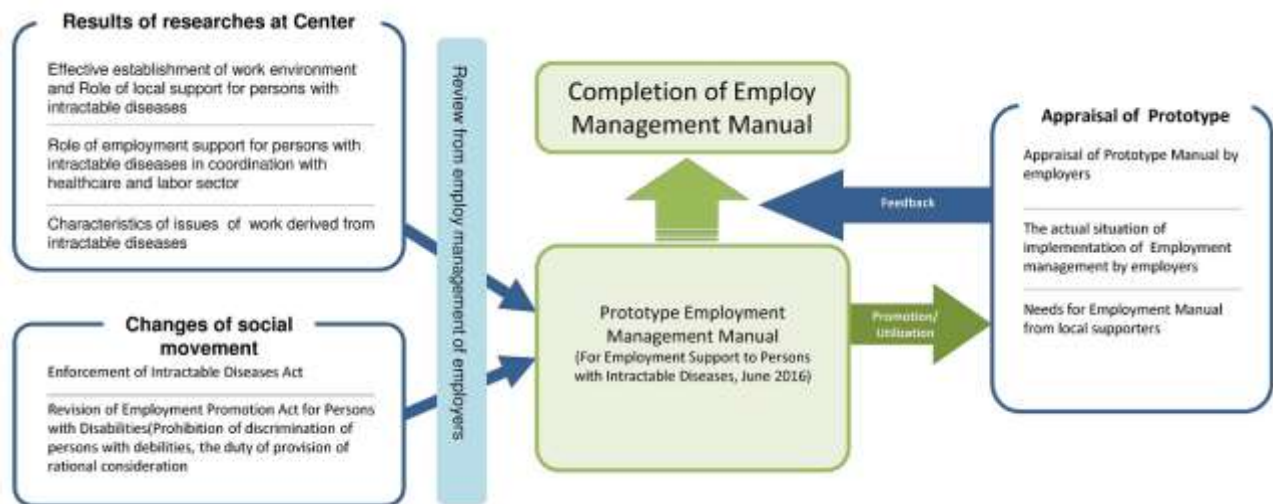 Results of researches at Center
Effective establishment of work environment
and Role of local support for persons with
intractable diseases
Role of employment support for persons with
intractable diseases in coordination with
healthcare and labor sector
Characteristics of issues of work derived from
intractable diseases
Changes of social
movement
Enforcement of Intractable Diseases Act
Revision of Employment Promotion Act for Persons
with Disabilities(Prohibition of discrimination of
persons with debilities, the duty of provision of
rational consideration
Review from employ management of employers
Completion of Employ
Management Manual
Prototype Employment
Management Manual
(For Employment Support to Persons
with Intractable Diseases, June 2016)
Feedback
Promotion/
Utilization
Appraisal of Prototype
Appraisal of Prototype Manual by
employers
The actual situation of
implementation of Employment
management by employers
Needs for Employment Manual
from local supporters